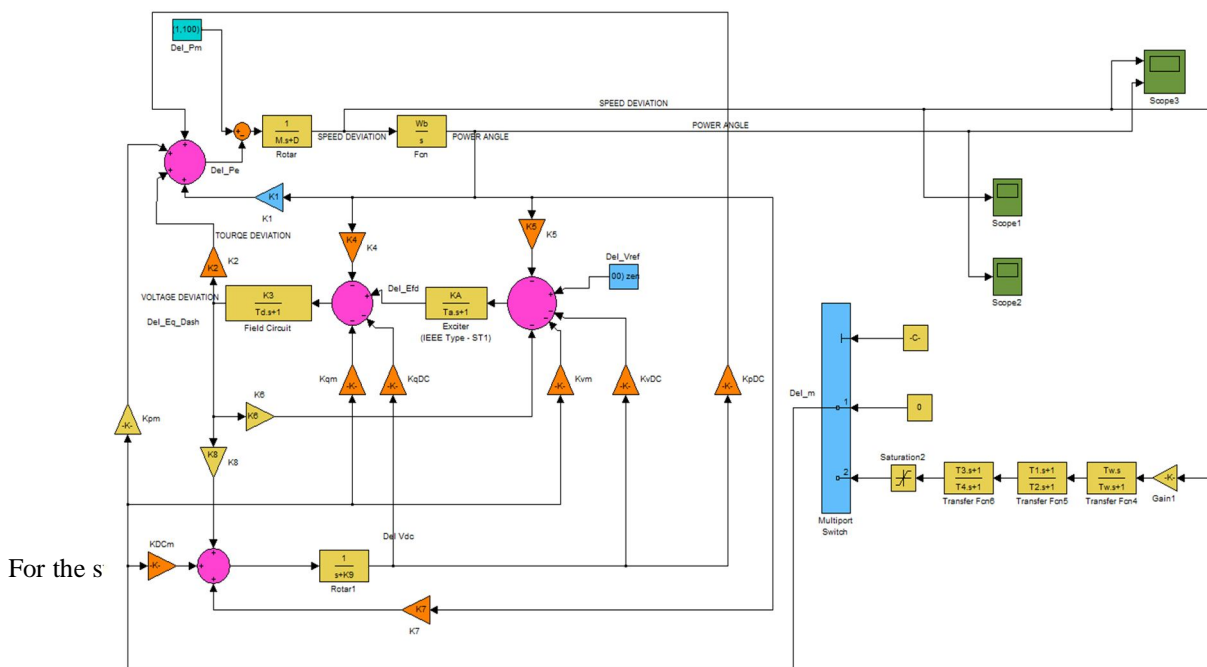 (1,100)
Del_Pm
Scope3
SPEED DEVIATION
POWER ANGLE
1
M.s+D
Rotar
SPEED DEVIATION
Wb
s
Fcn
POWER ANGLE
Del_Pe
K1
K1
Scope1
TOURQE DEVIATION
K4
K4
K5
K5
Del_Vref
00) zen
K2
K2
Scope2
VOLTAGE DEVIATION
Del_Eq_Dash
K3
Td.s+1
Field Circuit
Del_Efd
KA
Ta.s+1
Exciter
(IEEE Type - ST1)
-C-
-K-
Kqm
-K-
KqDC
-K-
Kvm
-K-
KvDC
-K-
KpDC
Del_m
1
0
K6
K6
-K-
Kpm
K8
K8
Saturation2
2
T3.s+1
T4.s+1
Transfer Fcn6
T1.s+1
T2.s+1
Transfer Fcn5
Tw.s
Tw.s+1
Transfer Fcn4
-K-
Gain1
Multiport
Switch
Del Vdc
KDCm
-K-
1
s+K9
Rotar1
For the s
K7
K7